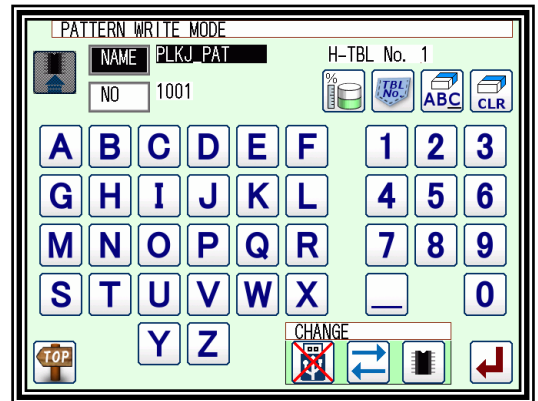 PATTERN WRITE MODE
NAME PLKJ_PAT H-TBL No. 1
NO 1001
% TBL No. ABC CLR
A B C D E F 1 2 3
G H I J K L 4 5 6
M N O P Q R 7 8 9
S T U V W X _ 0
Y Z
CHANGE
TOP